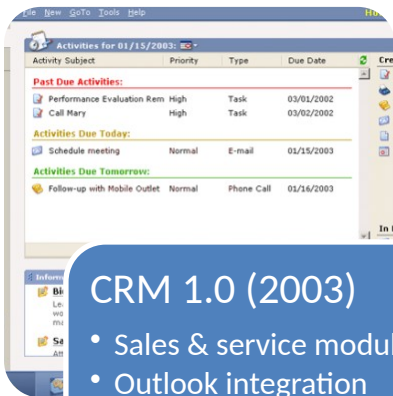 File New GoTo Tools Help
Activities for 01/15/2003:
Activity Subject Priority Type Due Date
Past Due Activities:
Performance Evaluation Rem High Task 03/01/2002
Call Mary High Task 03/02/2002
Activities Due Today:
Schedule meeting Normal E-mail 01/15/2003
Activities Due Tomorrow:
Follow-up with Mobile Outlet Normal Phone Call 01/16/2003
CRM 1.0 (2003)
• Sales & service modul
• Outlook integration